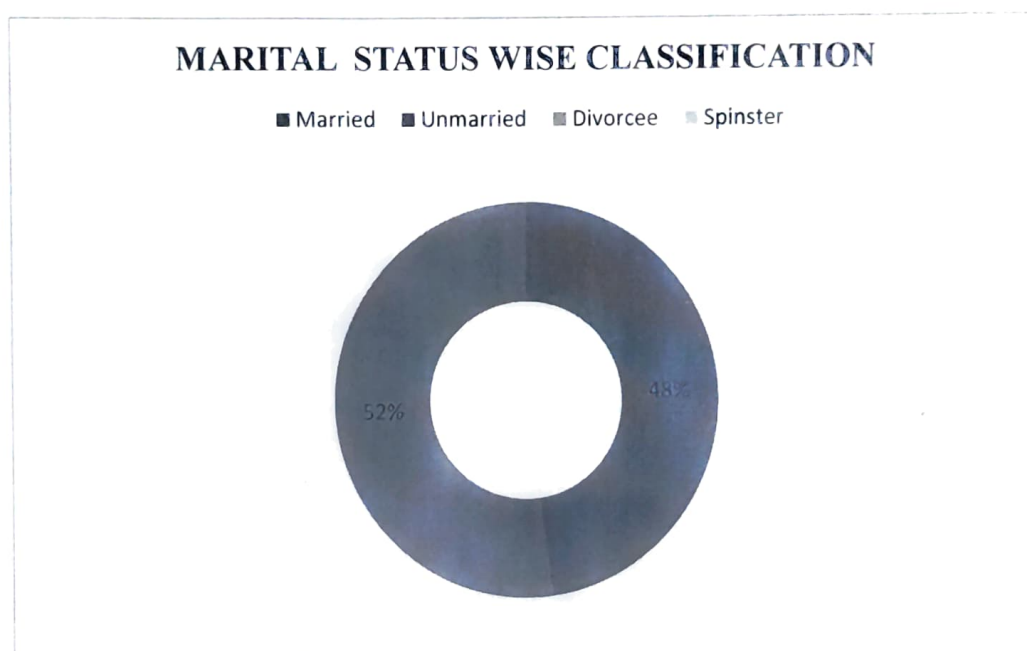 MARITAL STATUS WISE CLASSIFICATION
Married Unmarried Divorcee Spinster
48%
52%